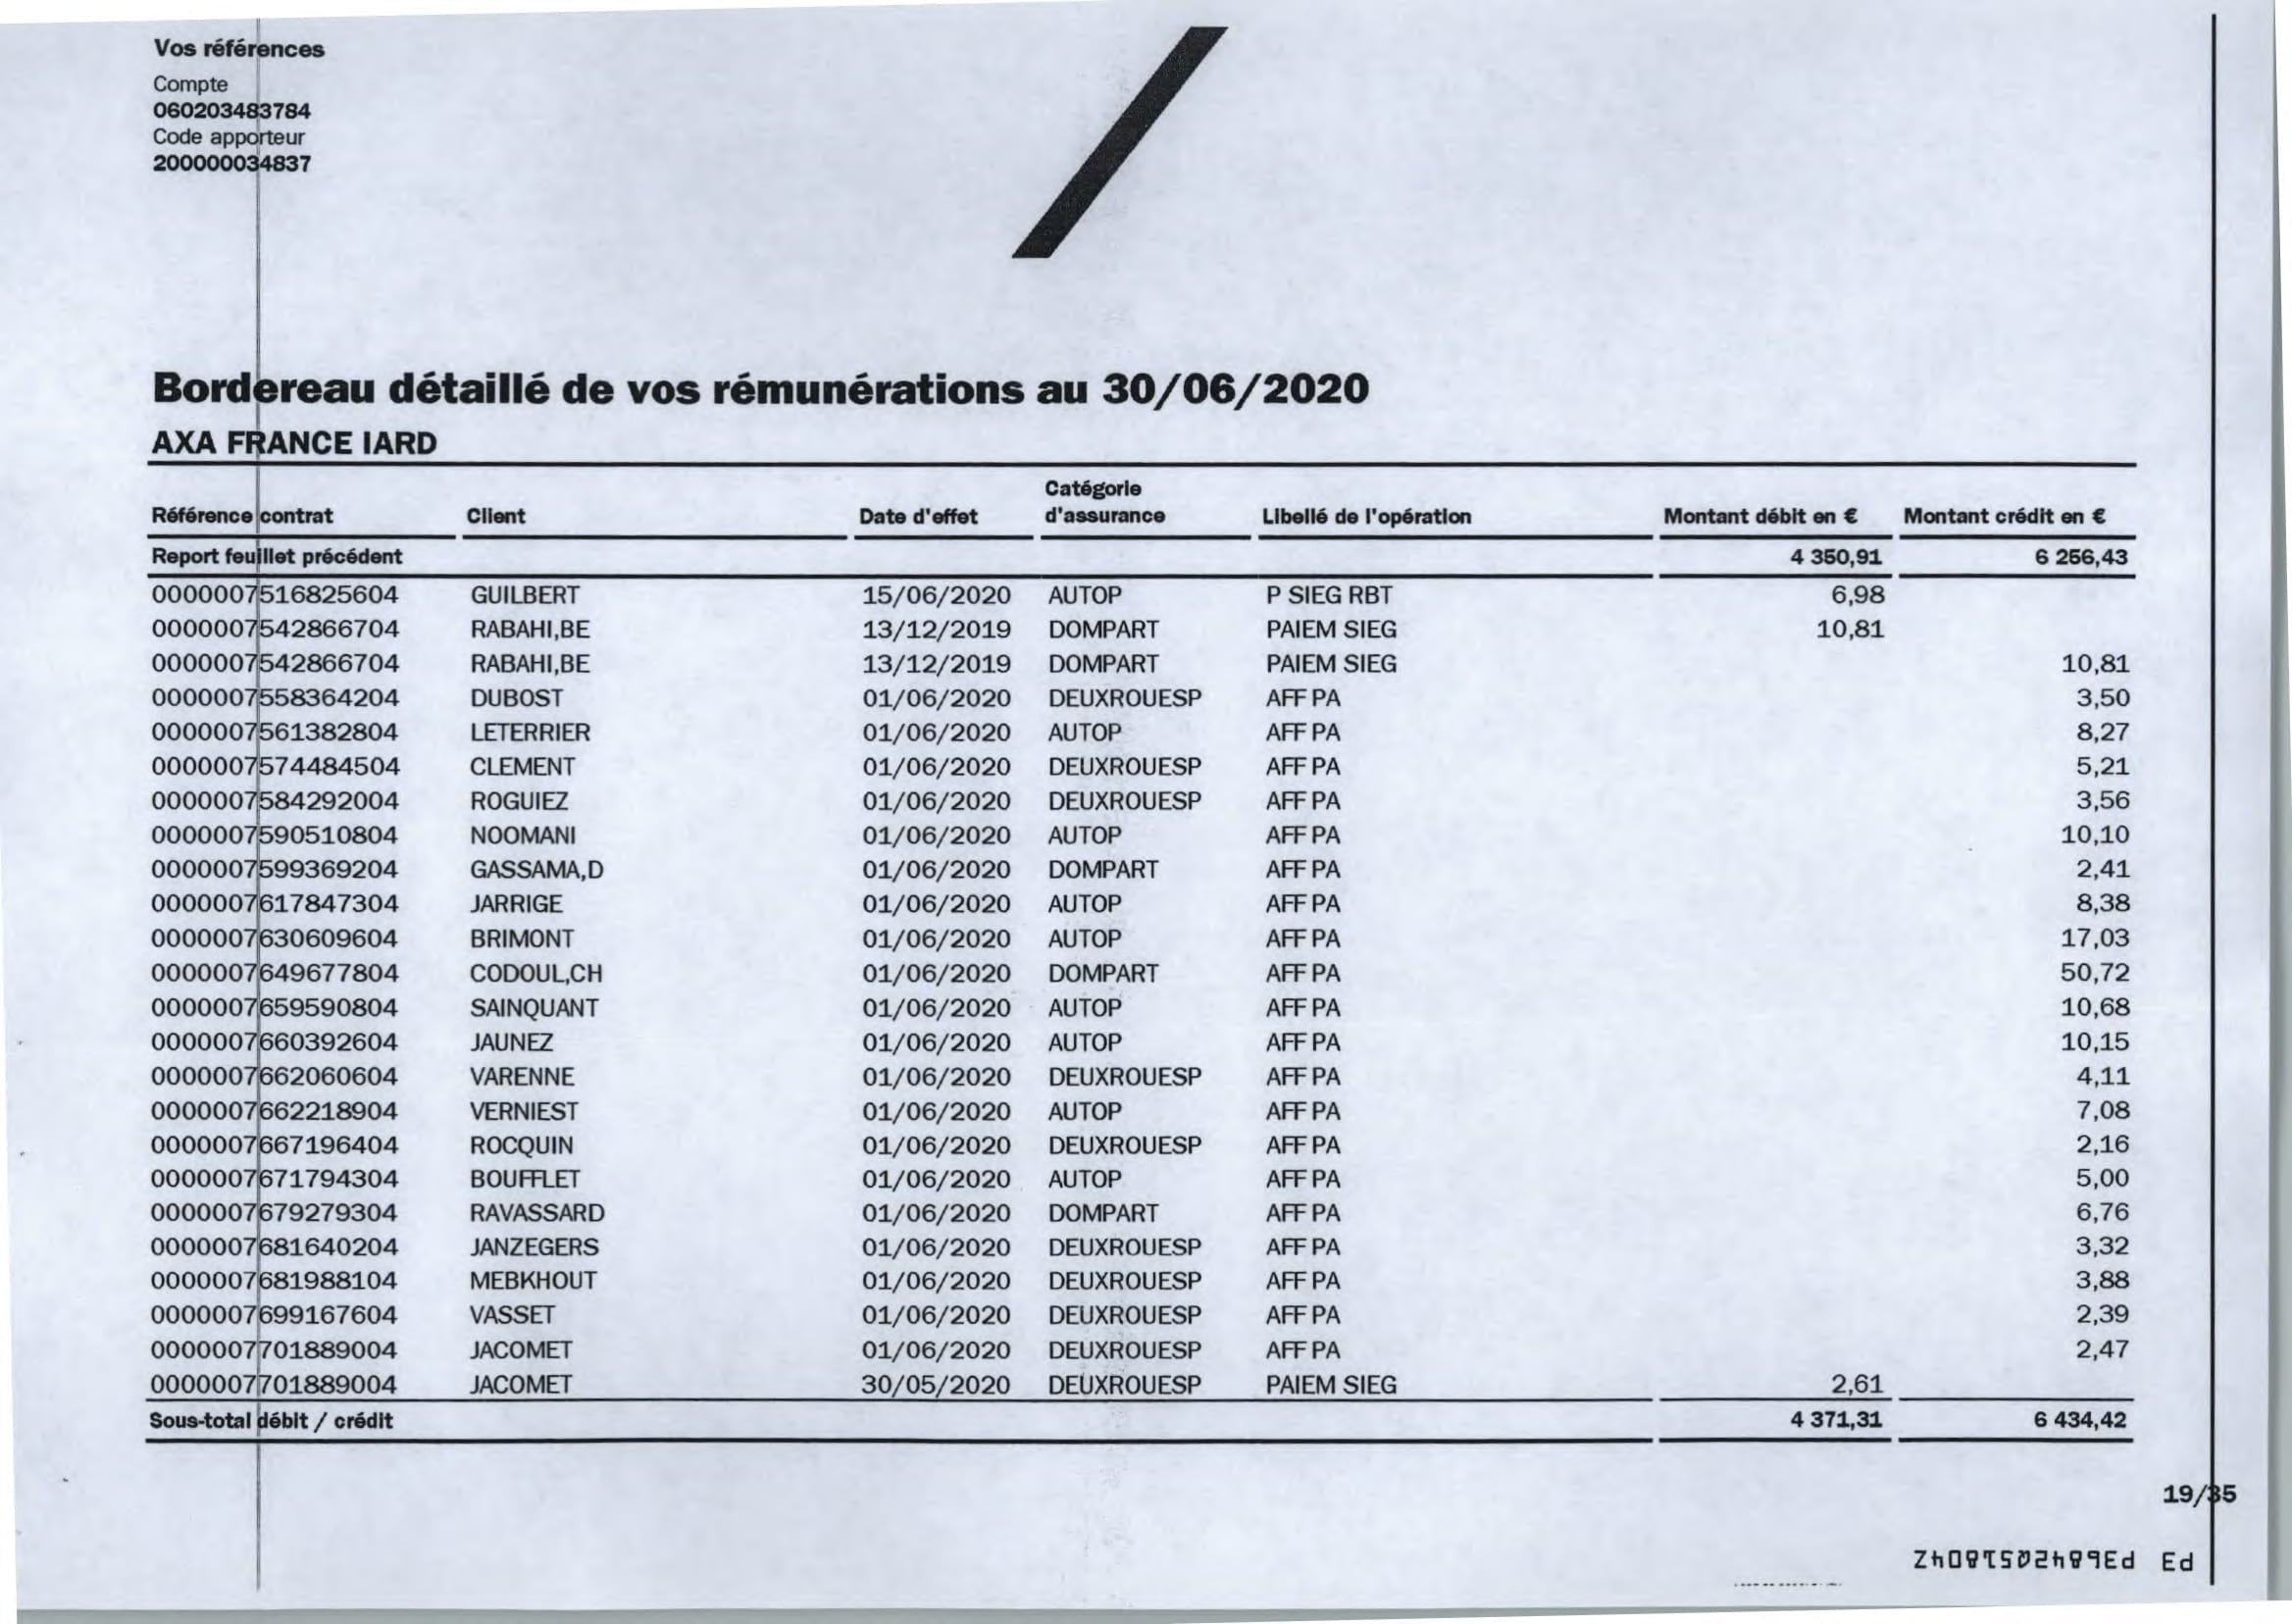 Vos références
Compte
060203483784
Code apporteur
200000034837
Bordereau détaillé de vos rémunérations au 30/06/2020
AXA FRANCE IARD
Référence contrat Client Date d'effet Catégorie d'assurance Libellé de l'opération Montant débit en € Montant crédit en €
Report feuillet précédent 4 350,91 6 256,43
0000007516825604 GUILBERT 15/06/2020 AUTOP P SIEG RBT 6,98
0000007542866704 RABAHI,BE 13/12/2019 DOMPART PAIEM SIEG 10,81
0000007542866704 RABAHI,BE 13/12/2019 DOMPART PAIEM SIEG 10,81
0000007558364204 DUBOST 01/06/2020 DEUXROUESP AFF PA 3,50
0000007561382804 LETERRIER 01/06/2020 AUTOP AFF PA 8,27
0000007574484504 CLEMENT 01/06/2020 DEUXROUESP AFF PA 5,21
0000007584292004 ROGUIEZ 01/06/2020 DEUXROUESP AFF PA 3,56
0000007590510804 NOOMANI 01/06/2020 AUTOP AFF PA 10,10
0000007599369204 GASSAMA,D 01/06/2020 DOMPART AFF PA 2,41
0000007617847304 JARRIGE 01/06/2020 AUTOP AFF PA 8,38
0000007630609604 BRIMONT 01/06/2020 AUTOP AFF PA 17,03
0000007649677804 CODOUL,CH 01/06/2020 DOMPART AFF PA 50,72
0000007659590804 SAINQUANT 01/06/2020 AUTOP AFF PA 10,68
0000007660392604 JAUNEZ 01/06/2020 AUTOP AFF PA 10,15
0000007662060604 VARENNE 01/06/2020 DEUXROUESP AFF PA 4,11
0000007662218904 VERNIEST 01/06/2020 AUTOP AFF PA 7,08
0000007667196404 ROCQUIN 01/06/2020 DEUXROUESP AFF PA 2,16
0000007671794304 BOUFFLET 01/06/2020 AUTOP AFF PA 5,00
0000007679279304 RAVASSARD 01/06/2020 DOMPART AFF PA 6,76
0000007681640204 JANZEGERS 01/06/2020 DEUXROUESP AFF PA 3,32
0000007681988104 MEBKHOUT 01/06/2020 DEUXROUESP AFF PA 3,88
0000007699167604 VASSET 01/06/2020 DEUXROUESP AFF PA 2,39
0000007701889004 JACOMET 01/06/2020 DEUXROUESP AFF PA 2,47
0000007701889004 JACOMET 30/05/2020 DEUXROUESP PAIEM SIEG 2,61
Sous-total débit / crédit 4 371,31 6 434,42
19/35